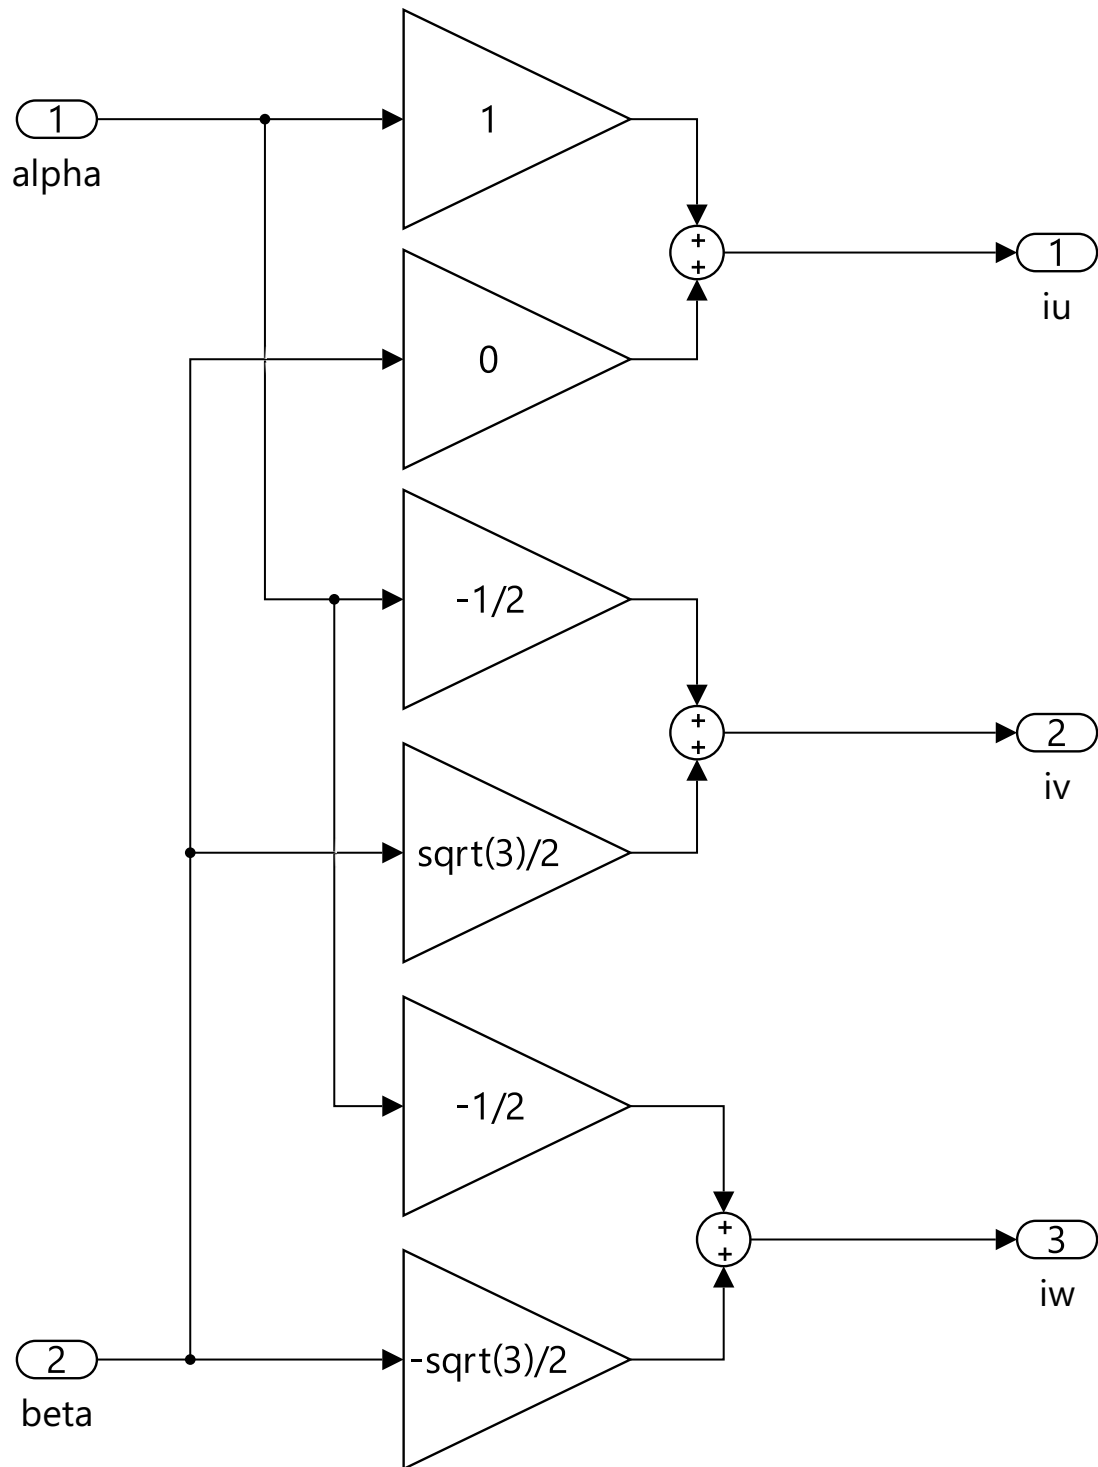 1
1
alpha
+
+
1
iu
0
-1/2
+
+
2
iv
sqrt(3)/2
-1/2
+
+
3
iw
2
-sqrt(3)/2
beta